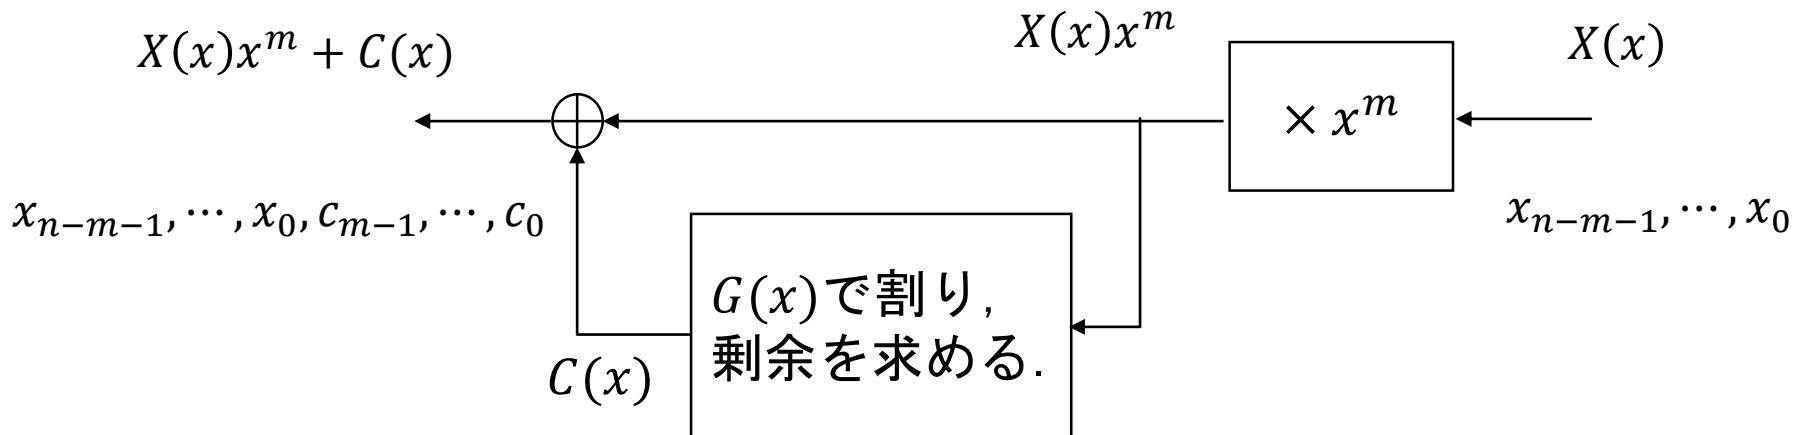 X(x)x^m + C(x)
X(x)x^m
X(x)
× x^m
x_{n-m-1}, ⋯, x_0, c_{m-1}, ⋯, c_0
x_{n-m-1}, ⋯, x_0
G(x)で割り,
剰余を求める.
C(x)